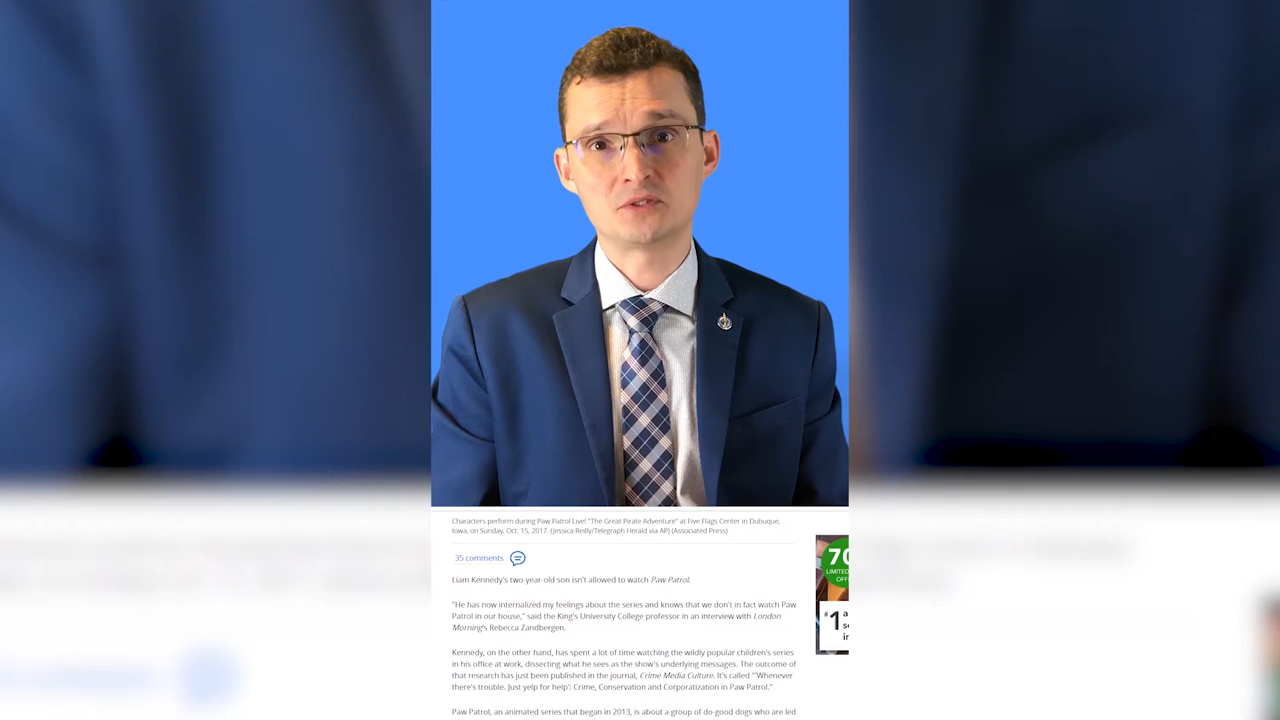 Characters perform during Paw Patrol Live! "The Great Pirate Adventure" at Five Flags Center in Dubuque,
Iowa, on Sunday, Oct. 15, 2017. (Jessica Reilly/Telegraph Herald via AP) (Associated Press)
35 comments
Liam Kennedy's two-year-old son isn't allowed to watch Paw Patrol.
"He has now internalized my feelings about the series and knows that we don't in fact watch Paw
Patrol in our house," said the King's University College professor in an interview with London
Morning's Rebecca Zandbergen.
Kennedy, on the other hand, has spent a lot of time watching the wildly popular children's series
in his office at work, dissecting what he sees as the show's underlying messages. The outcome of
that research has just been published in the journal, Crime Media Culture. It's called "'Whenever
there's trouble. Just yelp for help': Crime, Conservation and Corporatization in Paw Patrol."
Paw Patrol, an animated series that began in 2013, is about a group of do-good dogs who are led
70
LIMITED
OFF
#1 a
s
in